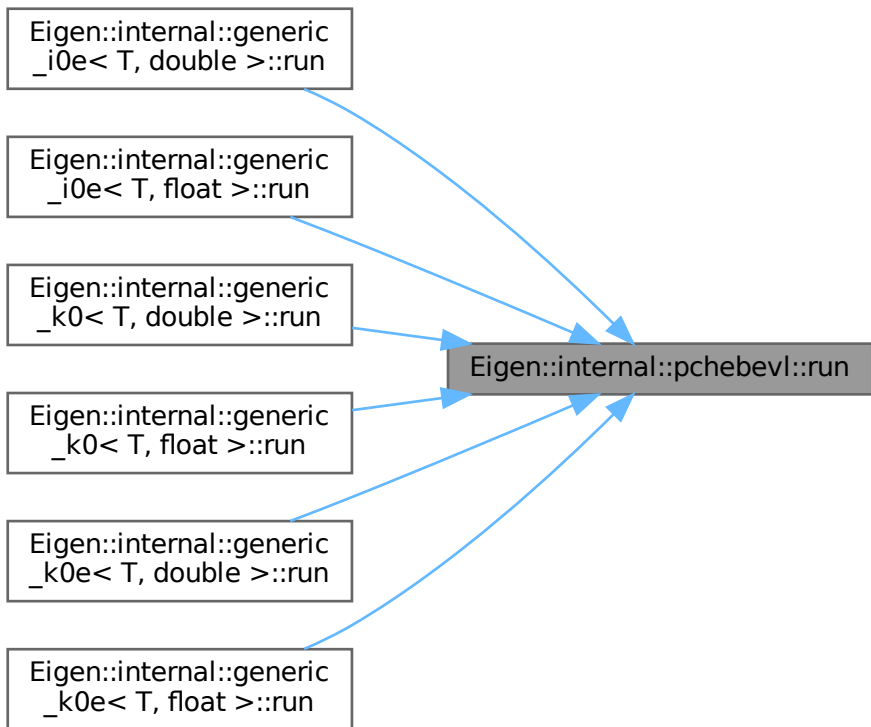 Eigen::internal::generic
_i0e< T, double >::run
Eigen::internal::generic
_i0e< T, float >::run
Eigen::internal::generic
_k0< T, double >::run
Eigen::internal::pchebevl::run
Eigen::internal::generic
_k0< T, float >::run
Eigen::internal::generic
_k0e< T, double >::run
Eigen::internal::generic
_k0e< T, float >::run